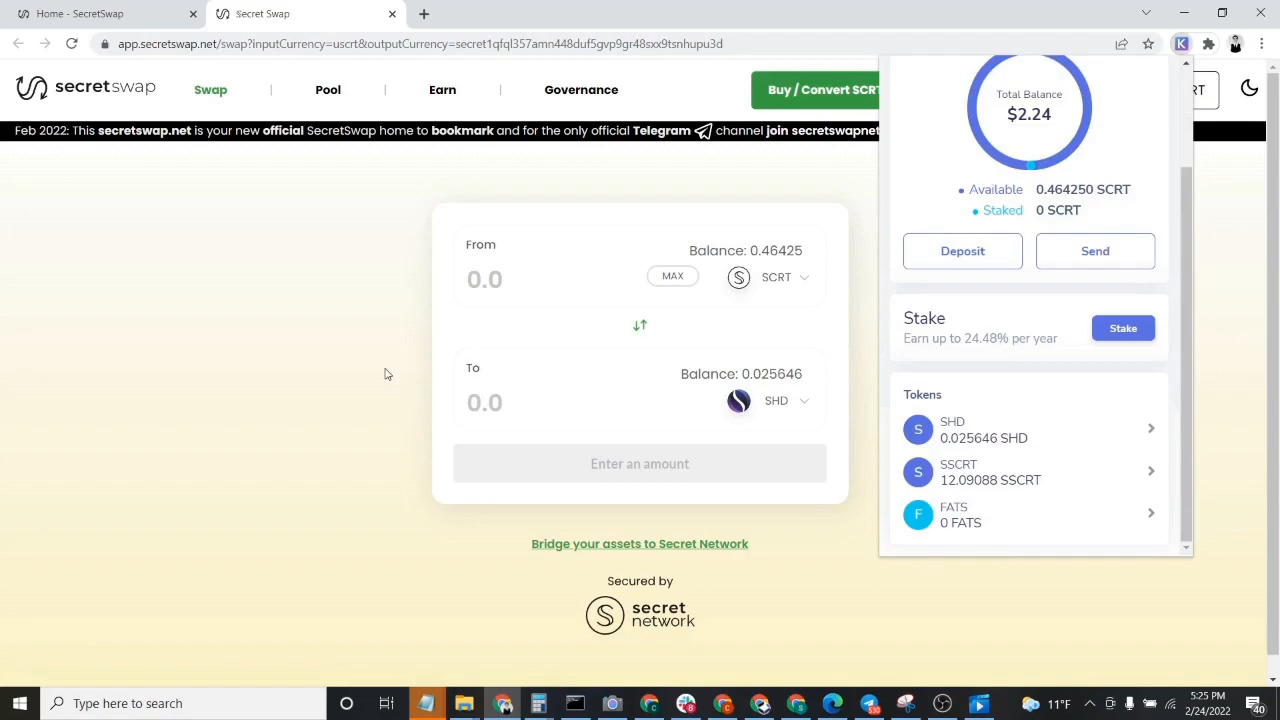 Home - SecretSwap
Secret Swap
app.secretswap.net/swap?inputCurrency=uscrt&outputCurrency=secret1qfql357amn448duf5gvp9gr48sxx9tsnhupu3d
secretswap
Swap | Pool | Earn | Governance
Buy / Convert SCRT
RT
Feb 2022: This secretswap.net is your new official SecretSwap home to bookmark and for the only official Telegram channel join secretswapnet
From
Balance: 0.46425
0.0
MAX
SCRT
To
Balance: 0.025646
0.0
SHD
Enter an amount
Bridge your assets to Secret Network
Secured by
secret
network
Total Balance
$2.24
Available 0.464250 SCRT
Staked 0 SCRT
Deposit
Send
Stake
Earn up to 24.48% per year
Stake
Tokens
S
SHD
0.025646 SHD
S
SSCRT
12.09088 SSCRT
F
FATS
0 FATS
Type here to search
11°F
5:25 PM
2/24/2022
40